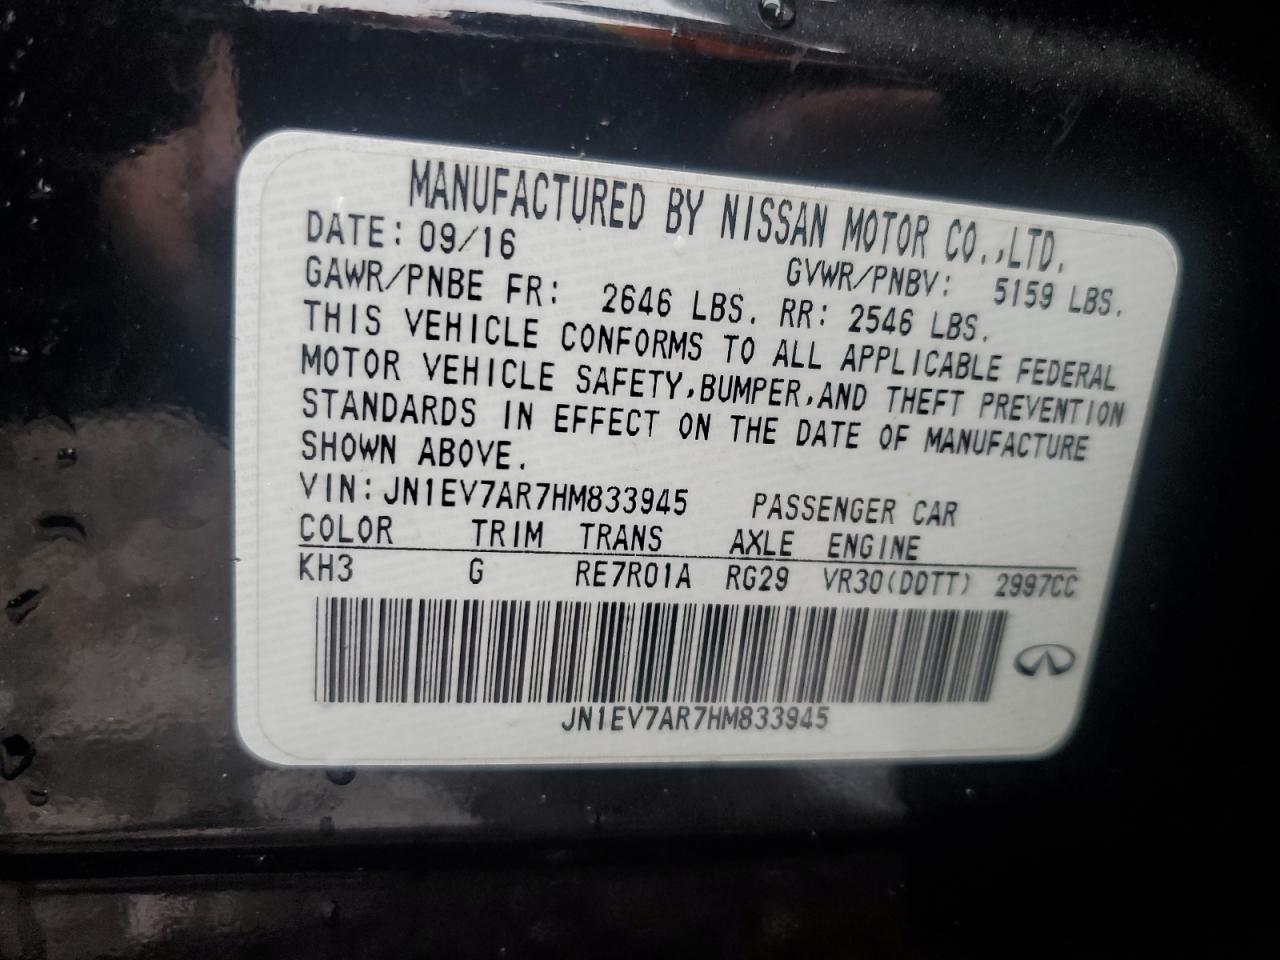 MANUFACTURED BY NISSAN MOTOR CO.,LTD.
DATE: 09/16 GVWR/PNBV: 5159 LBS.
GAWR/PNBE FR: 2646 LBS. RR: 2546 LBS.
THIS VEHICLE CONFORMS TO ALL APPLICABLE FEDERAL
MOTOR VEHICLE SAFETY,BUMPER,AND THEFT PREVENTION
STANDARDS IN EFFECT ON THE DATE OF MANUFACTURE
SHOWN ABOVE.
VIN: JN1EV7AR7HM833945 PASSENGER CAR
COLOR TRIM TRANS AXLE ENGINE
KH3 G RE7R01A RG29 VR30(DDTT) 2997CC
JN1EV7AR7HM833945